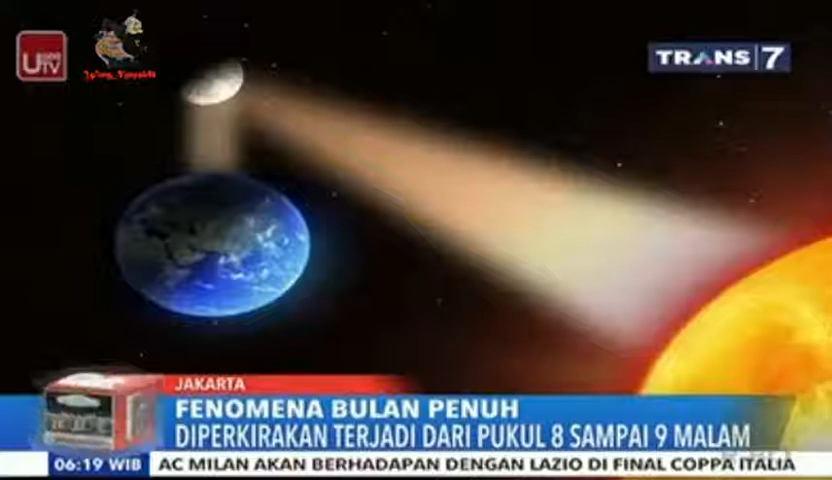 U TV
TRANS|7
JAKARTA
FENOMENA BULAN PENUH
DIPERKIRAKAN TERJADI DARI PUKUL 8 SAMPAI 9 MALAM
06:19 WIB
AC MILAN AKAN BERHADAPAN DENGAN LAZIO DI FINAL COPPA ITALIA